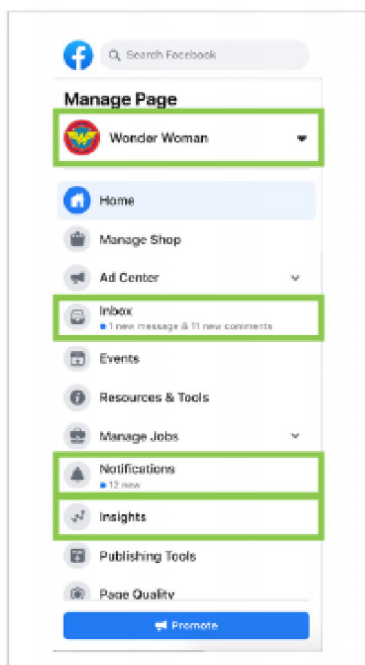 Search Facebook
Manage Page
Wonder Woman
Home
Manage Shop
Ad Center
Inbox
1 new message & 11 new comments
Events
Resources & Tools
Manage Jobs
Notifications
12 new
Insights
Publishing Tools
Page Quality
Promote